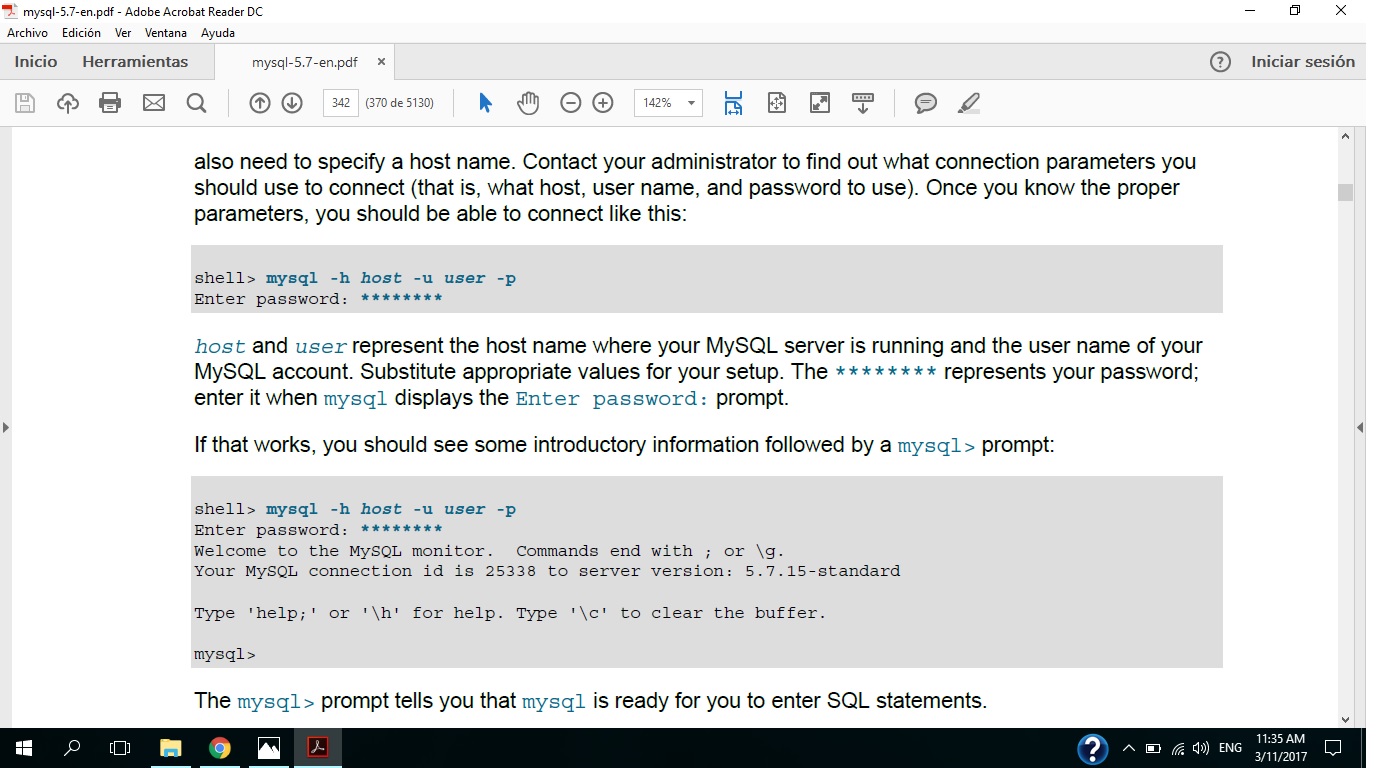 mysql-5.7-en.pdf - Adobe Acrobat Reader DC
Archivo Edición Ver Ventana Ayuda
Inicio Herramientas mysql-5.7-en.pdf × ? Iniciar sesión
342 (370 de 5130) 142%
also need to specify a host name. Contact your administrator to find out what connection parameters you
should use to connect (that is, what host, user name, and password to use). Once you know the proper
parameters, you should be able to connect like this:
shell> mysql -h host -u user -p
Enter password: ********
host and user represent the host name where your MySQL server is running and the user name of your
MySQL account. Substitute appropriate values for your setup. The ******** represents your password;
enter it when mysql displays the Enter password: prompt.
If that works, you should see some introductory information followed by a mysql> prompt:
shell> mysql -h host -u user -p
Enter password: ********
Welcome to the MySQL monitor.  Commands end with ; or \g.
Your MySQL connection id is 25338 to server version: 5.7.15-standard
Type 'help;' or '\h' for help. Type '\c' to clear the buffer.
mysql>
The mysql> prompt tells you that mysql is ready for you to enter SQL statements.
? ENG 11:35 AM
3/11/2017